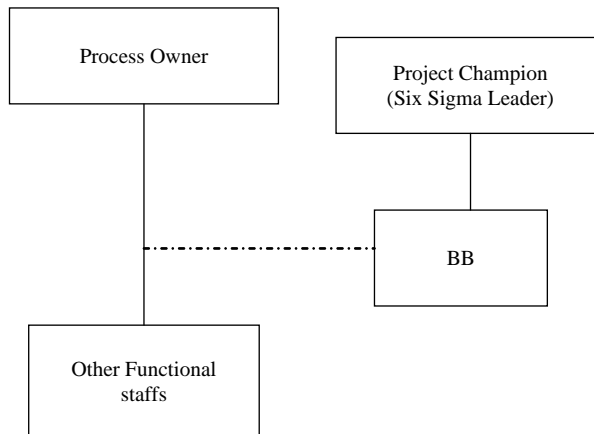 Process Owner
Project Champion
(Six Sigma Leader)
BB
Other Functional
staffs